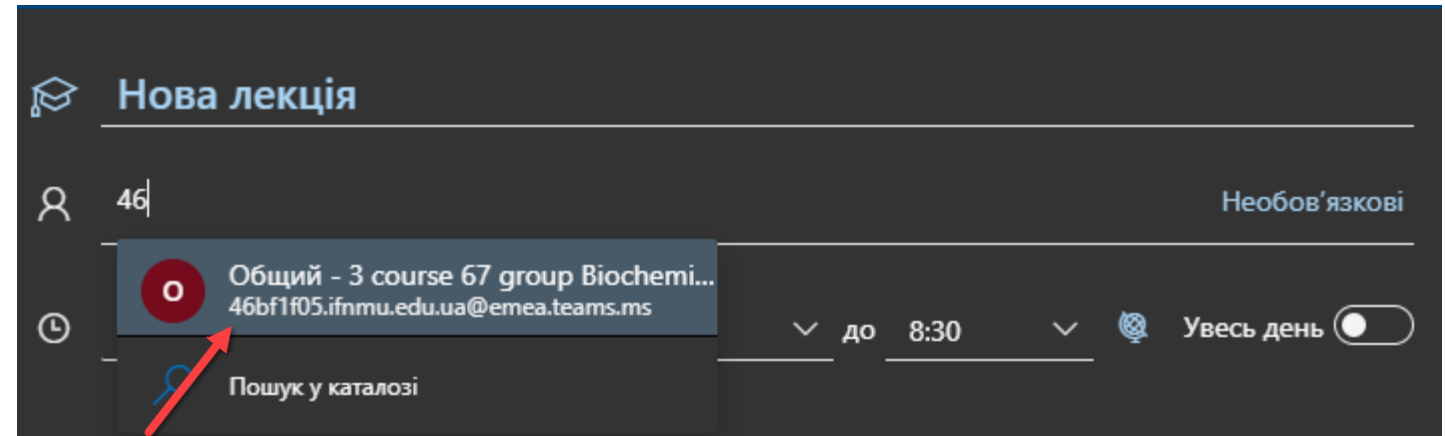 Нова лекція
46
Необов’язкові
О
Общий - 3 course 67 group Biochemi...
46bf1f05.ifnmu.edu.ua@emea.teams.ms
до 8:30 Увесь день
Пошук у каталозі